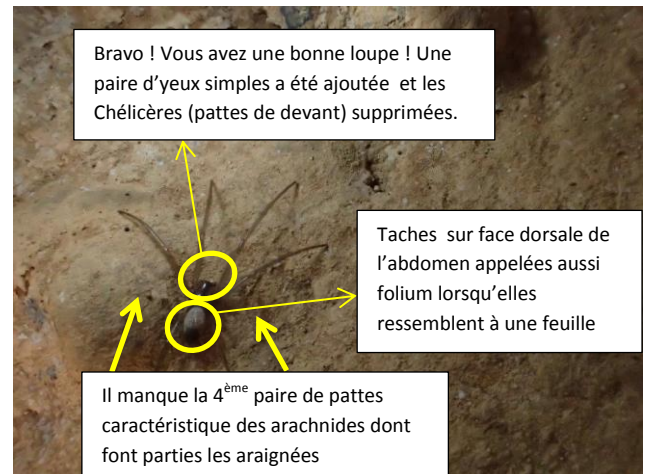 Bravo ! Vous avez une bonne loupe ! Une
paire d'yeux simples a été ajoutée et les
Chélicères (pattes de devant) supprimées.
Taches sur face dorsale de
l'abdomen appelées aussi
folium lorsqu'elles
ressemblent à une feuille
Il manque la 4ème paire de pattes
caractéristique des arachnides dont
font parties les araignées